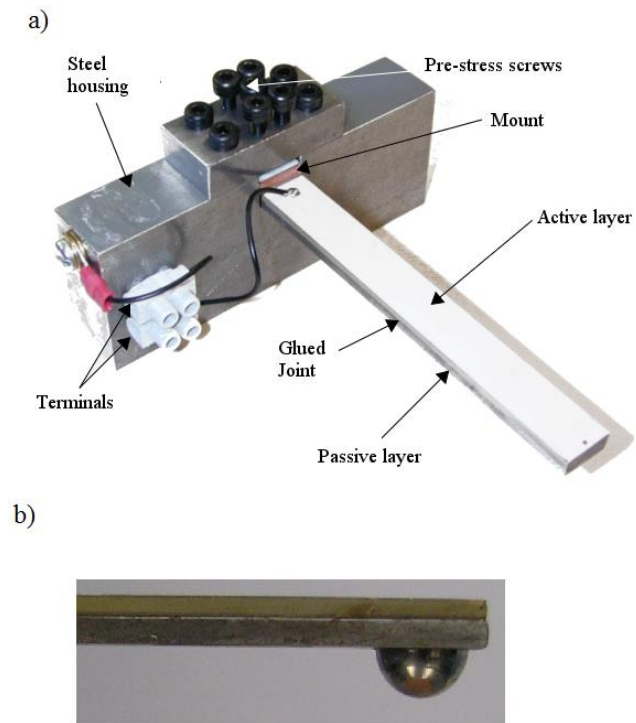 a)
Steel
housing
Pre-stress screws
Mount
Active layer
Glued
Joint
Terminals
Passive layer
b)